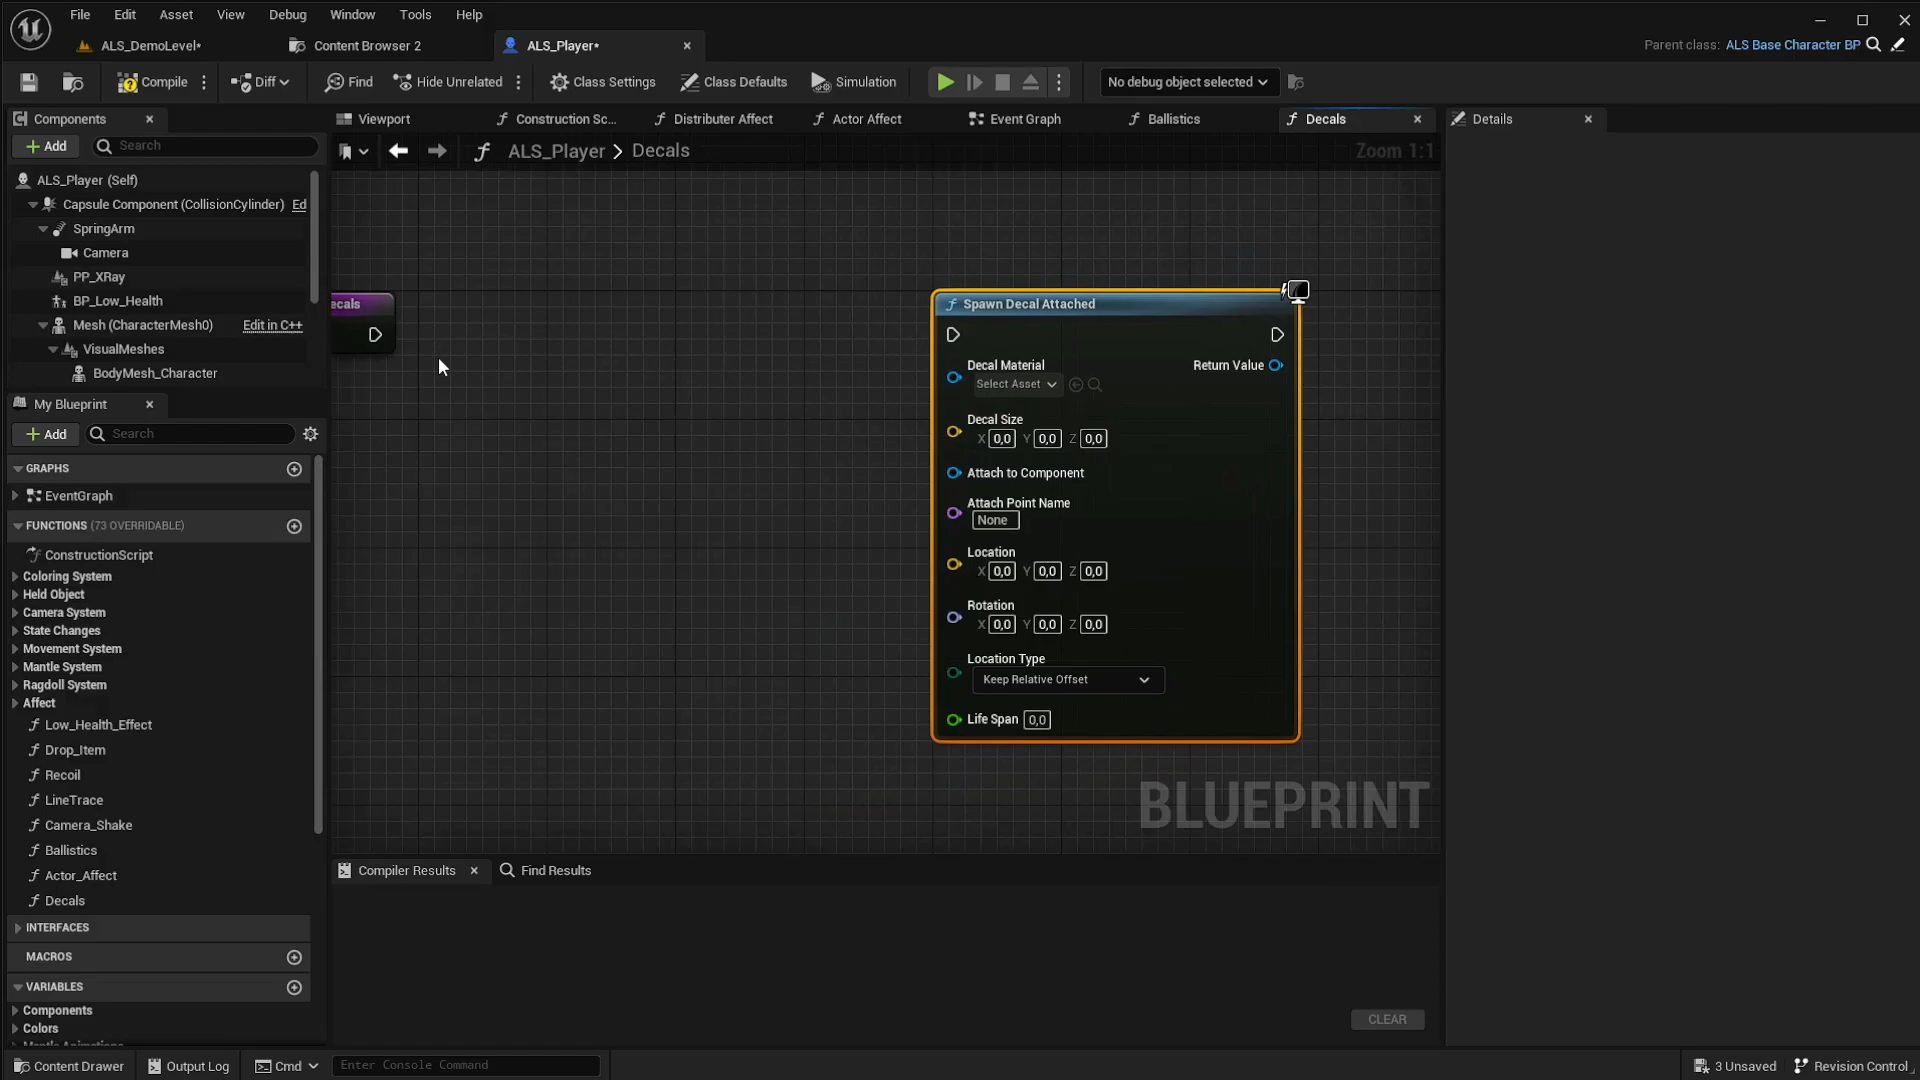 File Edit Asset View Debug Window Tools Help
ALS_DemoLevel* Content Browser 2 ALS_Player* Parent class: ALS Base Character BP
Compile Diff Find Hide Unrelated Class Settings Class Defaults Simulation No debug object selected
Components Viewport Construction Sc... Distributer Affect Actor Affect Event Graph Ballistics Decals Details
+ Add Search ALS_Player > Decals Zoom 1:1
ALS_Player (Self)
Capsule Component (CollisionCylinder) Ed
SpringArm
Camera
PP_XRay
BP_Low_Health
Mesh (CharacterMesh0) Edit in C++
VisualMeshes
BodyMesh_Character
ecals
Spawn Decal Attached
Decal Material Return Value
Select Asset
Decal Size
X 0,0 Y 0,0 Z 0,0
Attach to Component
Attach Point Name
None
Location
X 0,0 Y 0,0 Z 0,0
Rotation
X 0,0 Y 0,0 Z 0,0
Location Type
Keep Relative Offset
Life Span 0,0
BLUEPRINT
My Blueprint
+ Add Search
GRAPHS
EventGraph
FUNCTIONS (73 OVERRIDABLE)
ConstructionScript
Coloring System
Held Object
Camera System
State Changes
Movement System
Mantle System
Ragdoll System
Affect
Low_Health_Effect
Drop_Item
Recoil
LineTrace
Camera_Shake
Ballistics
Actor_Affect
Decals
INTERFACES
MACROS
VARIABLES
Components
Colors
Mantle Animations
Compiler Results Find Results
CLEAR
Content Drawer Output Log Cmd Enter Console Command 3 Unsaved Revision Control